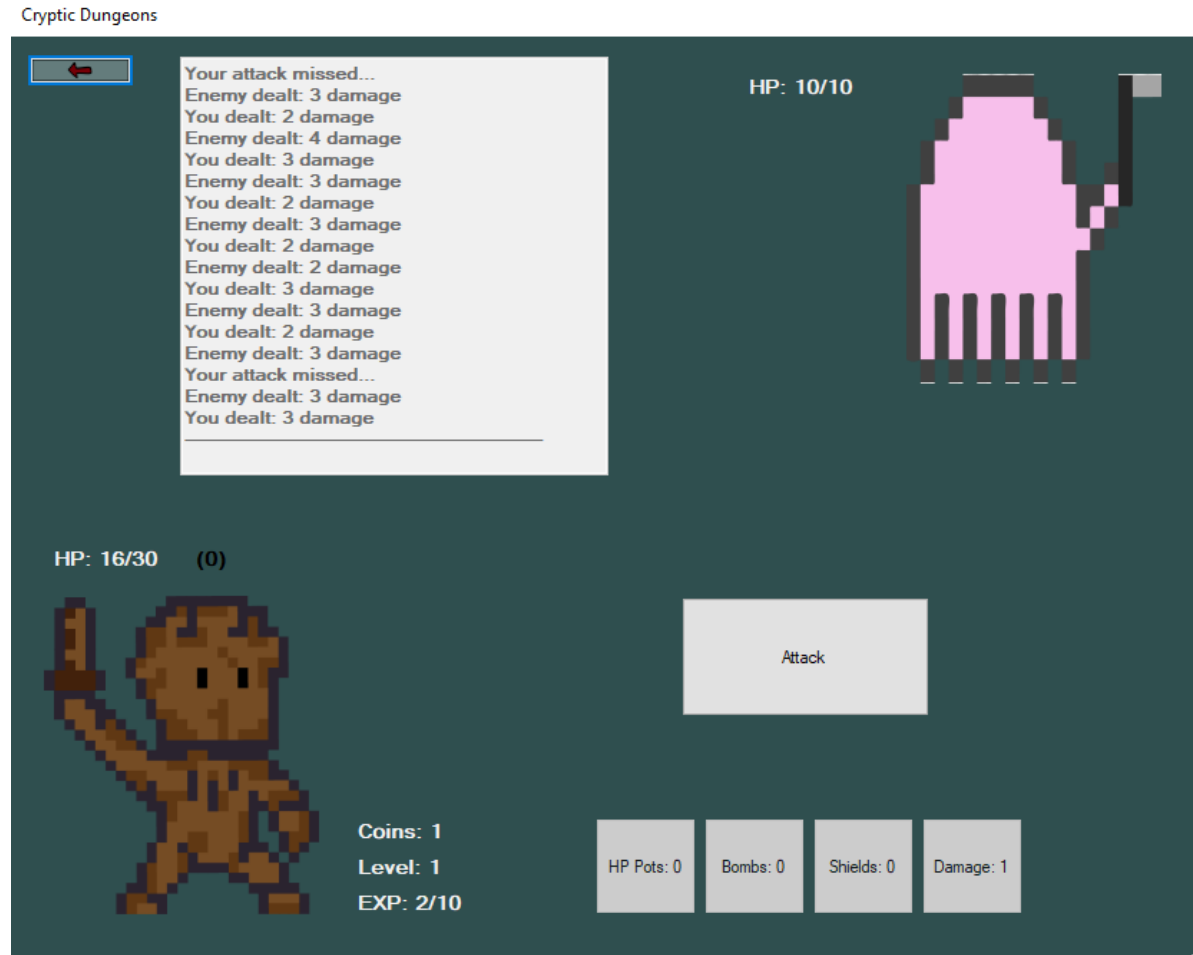 Cryptic Dungeons
Your attack missed...
Enemy dealt: 3 damage
You dealt: 2 damage
Enemy dealt: 4 damage
You dealt: 3 damage
Enemy dealt: 3 damage
You dealt: 2 damage
Enemy dealt: 3 damage
You dealt: 2 damage
Enemy dealt: 2 damage
You dealt: 3 damage
Enemy dealt: 3 damage
You dealt: 2 damage
Enemy dealt: 3 damage
Your attack missed...
Enemy dealt: 3 damage
You dealt: 3 damage
HP: 10/10
HP: 16/30 (0)
Attack
Coins: 1
Level: 1
EXP: 2/10
HP Pots: 0
Bombs: 0
Shields: 0
Damage: 1